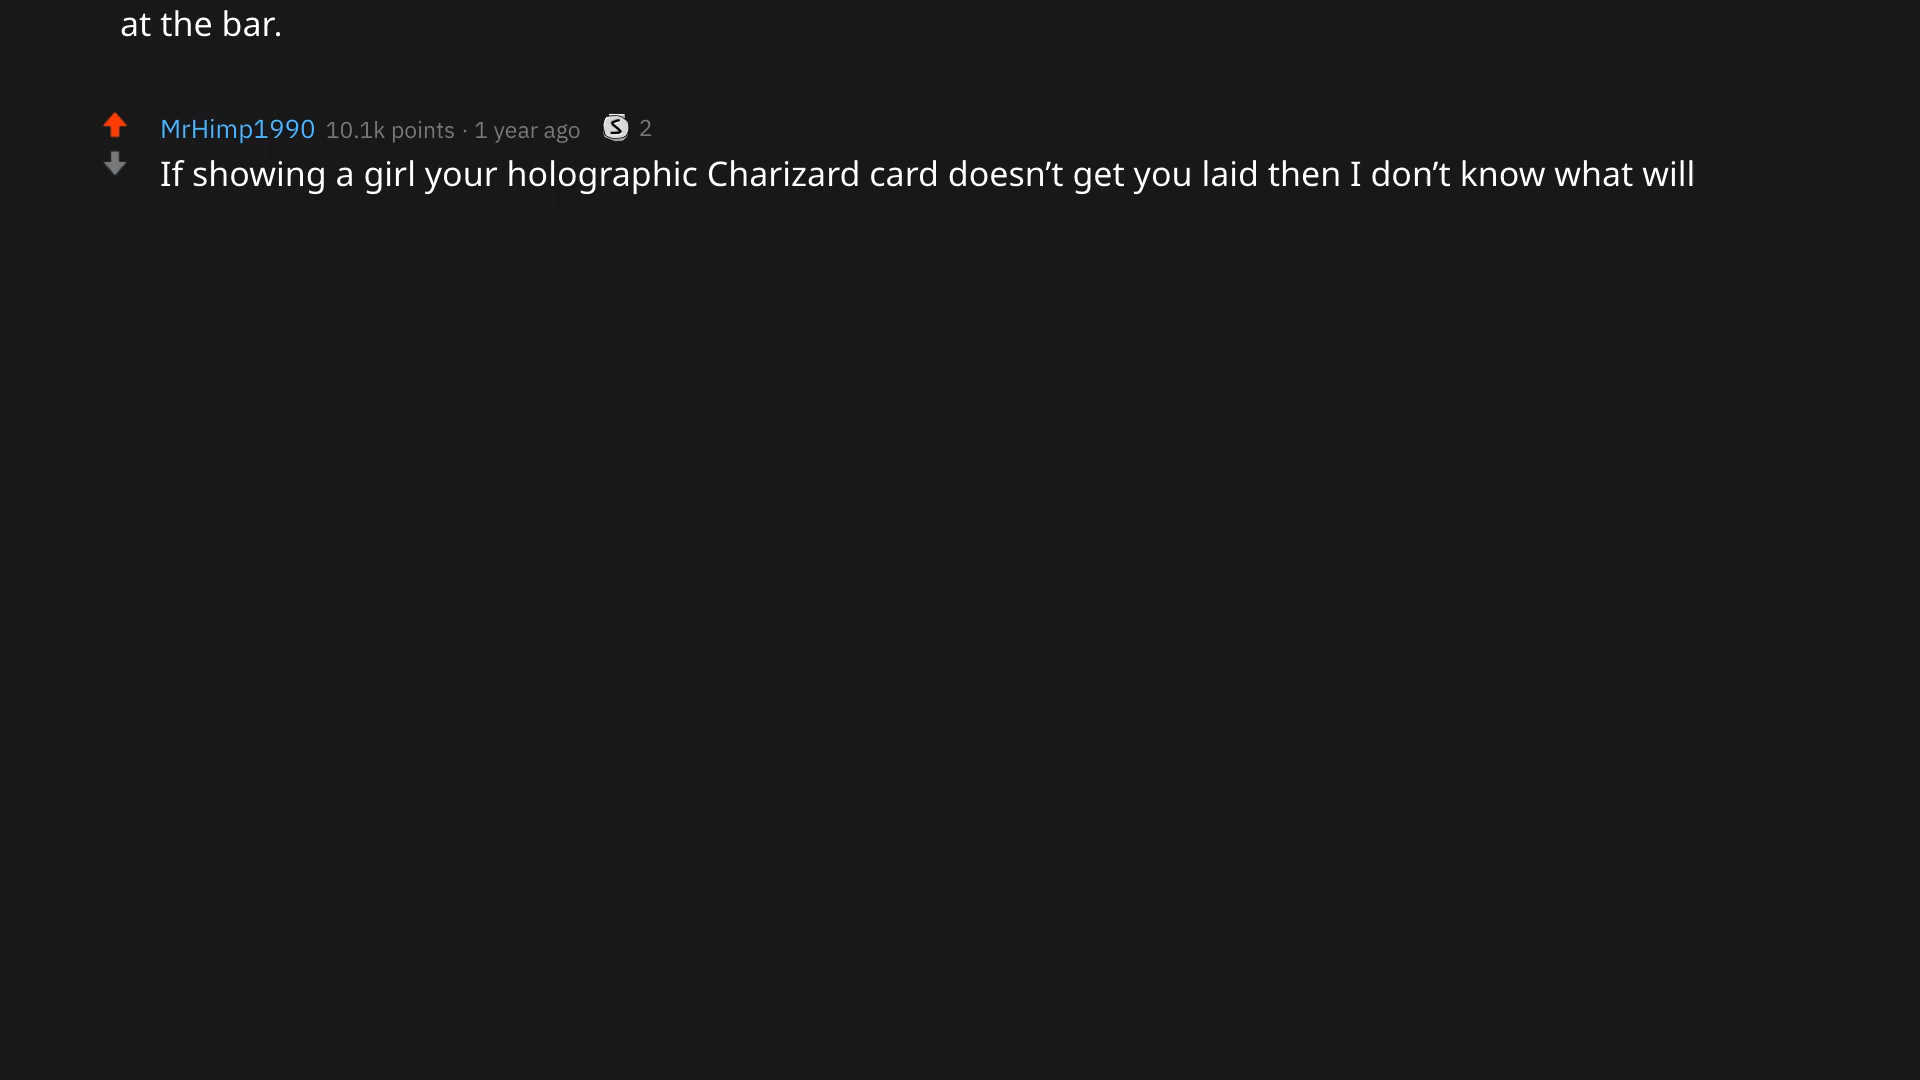 at the bar.
MrHimp1990 10.1k points · 1 year ago S 2
If showing a girl your holographic Charizard card doesn’t get you laid then I don’t know what will